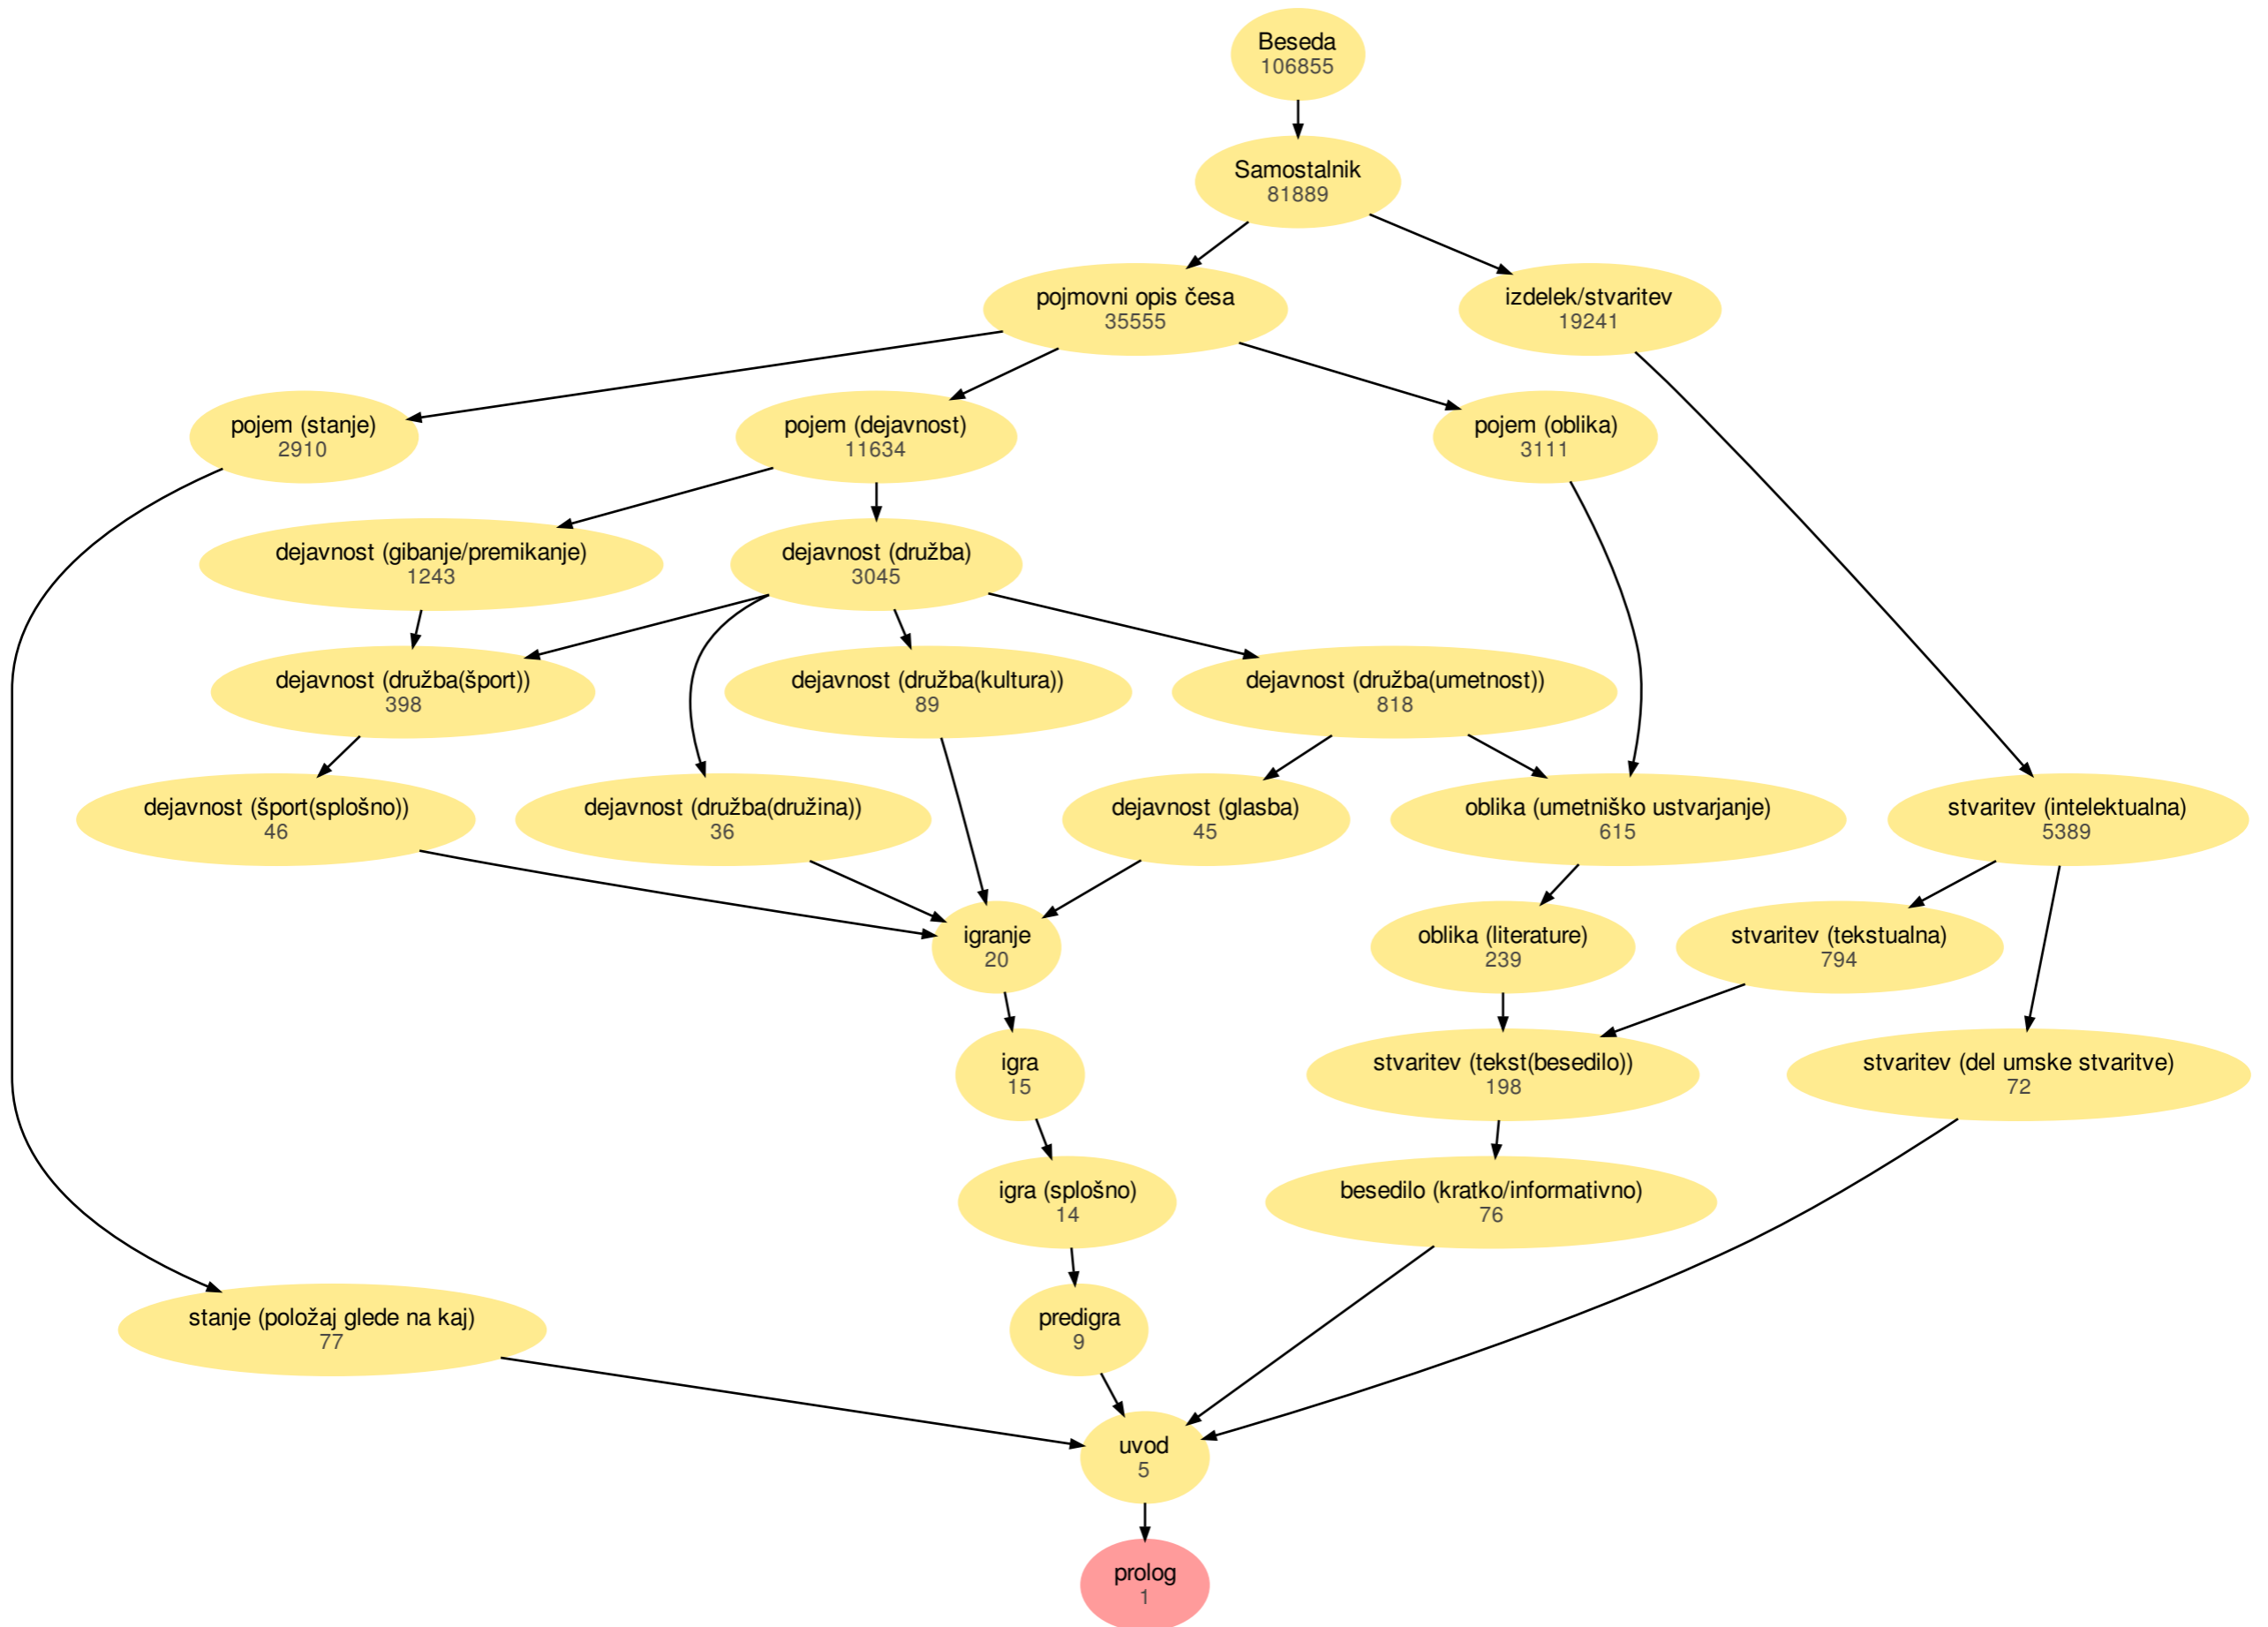 Beseda
106855
Samostalnik
81889
pojmovni opis česa
35555
izdelek/stvaritev
19241
pojem (stanje)
2910
pojem (dejavnost)
11634
pojem (oblika)
3111
dejavnost (gibanje/premikanje)
1243
dejavnost (družba)
3045
dejavnost (družba(šport))
398
dejavnost (družba(kultura))
89
dejavnost (družba(umetnost))
818
dejavnost (šport(splošno))
46
dejavnost (družba(družina))
36
dejavnost (glasba)
45
oblika (umetniško ustvarjanje)
615
stvaritev (intelektualna)
5389
igranje
20
oblika (literature)
239
stvaritev (tekstualna)
794
igra
15
stvaritev (tekst(besedilo))
198
stvaritev (del umske stvaritve)
72
igra (splošno)
14
besedilo (kratko/informativno)
76
stanje (položaj glede na kaj)
77
predigra
9
uvod
5
prolog
1